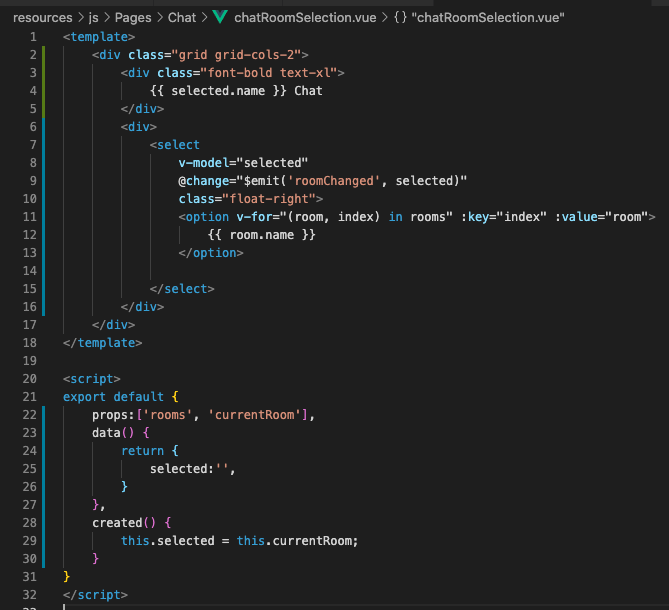 resources > js > Pages > Chat > chatRoomSelection.vue > {} "chatRoomSelection.vue"
1 <template>
2 <div class="grid grid-cols-2">
3 <div class="font-bold text-xl">
4 {{ selected.name }} Chat
5 </div>
6 <div>
7 <select
8 v-model="selected"
9 @change="$emit('roomChanged', selected)"
10 class="float-right">
11 <option v-for="(room, index) in rooms" :key="index" :value="room">
12 {{ room.name }}
13 </option>
14
15 </select>
16 </div>
17 </div>
18 </template>
19
20 <script>
21 export default {
22 props:['rooms', 'currentRoom'],
23 data() {
24 return {
25 selected:'',
26 }
27 },
28 created() {
29 this.selected = this.currentRoom;
30 }
31 }
32 </script>
33